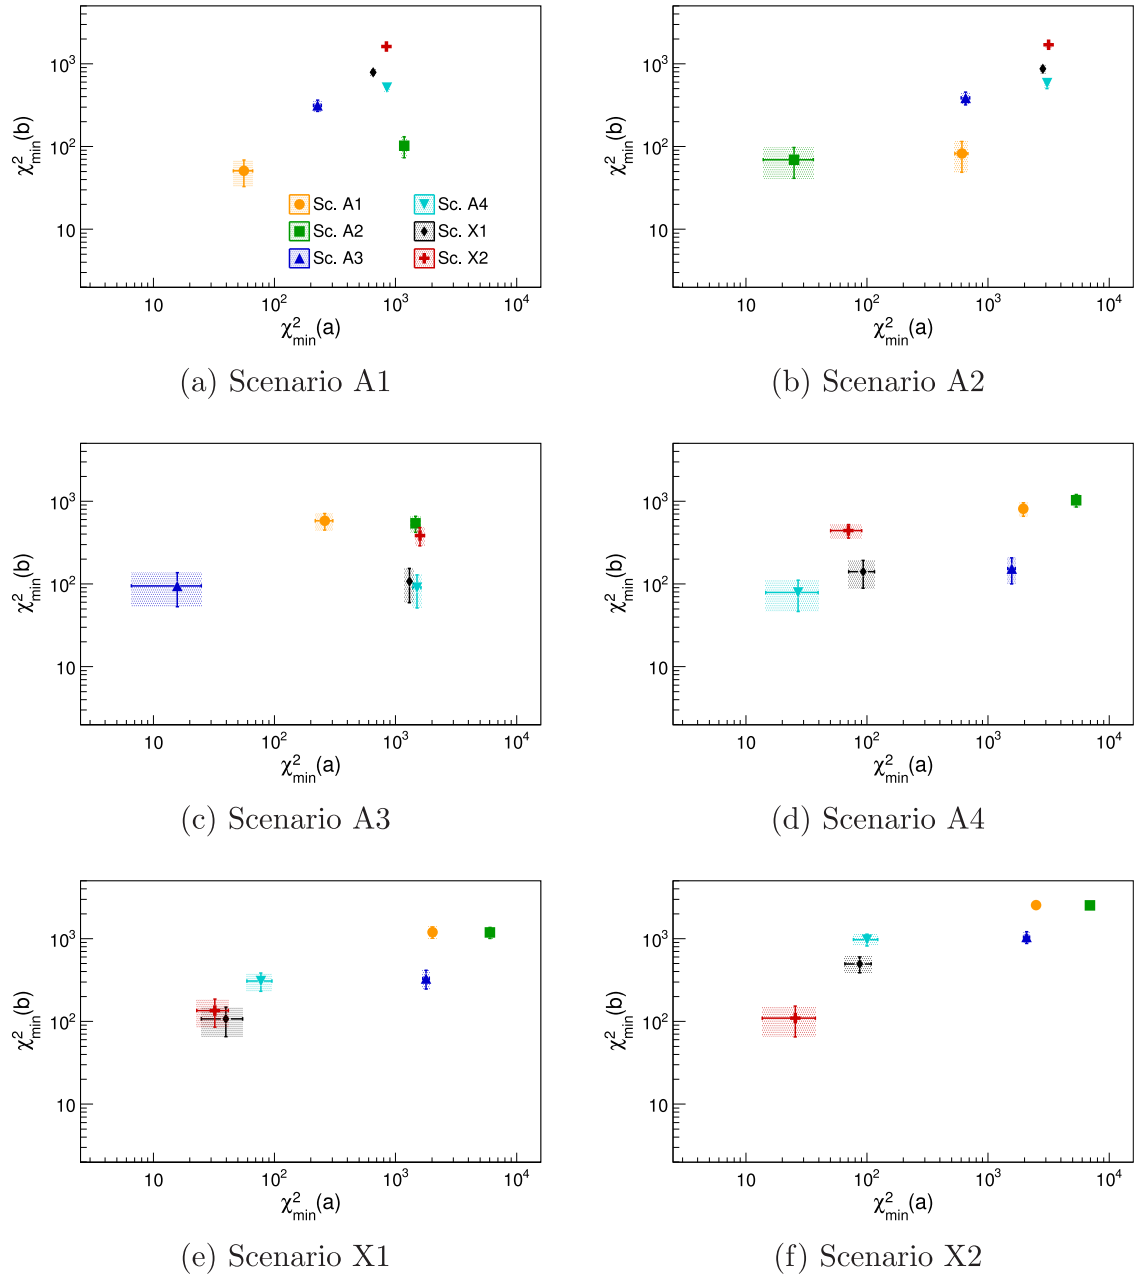 10³
10²
10
χ²min(b)
Sc. A1
Sc. A2
Sc. A3
Sc. A4
Sc. X1
Sc. X2
10 10² 10³ 10⁴
χ²min(a)
(a) Scenario A1
10³
10²
10
χ²min(b)
10 10² 10³ 10⁴
χ²min(a)
(b) Scenario A2
10³
10²
10
χ²min(b)
10 10² 10³ 10⁴
χ²min(a)
(c) Scenario A3
10³
10²
10
χ²min(b)
10 10² 10³ 10⁴
χ²min(a)
(d) Scenario A4
10³
10²
10
χ²min(b)
10 10² 10³ 10⁴
χ²min(a)
(e) Scenario X1
10³
10²
10
χ²min(b)
10 10² 10³ 10⁴
χ²min(a)
(f) Scenario X2